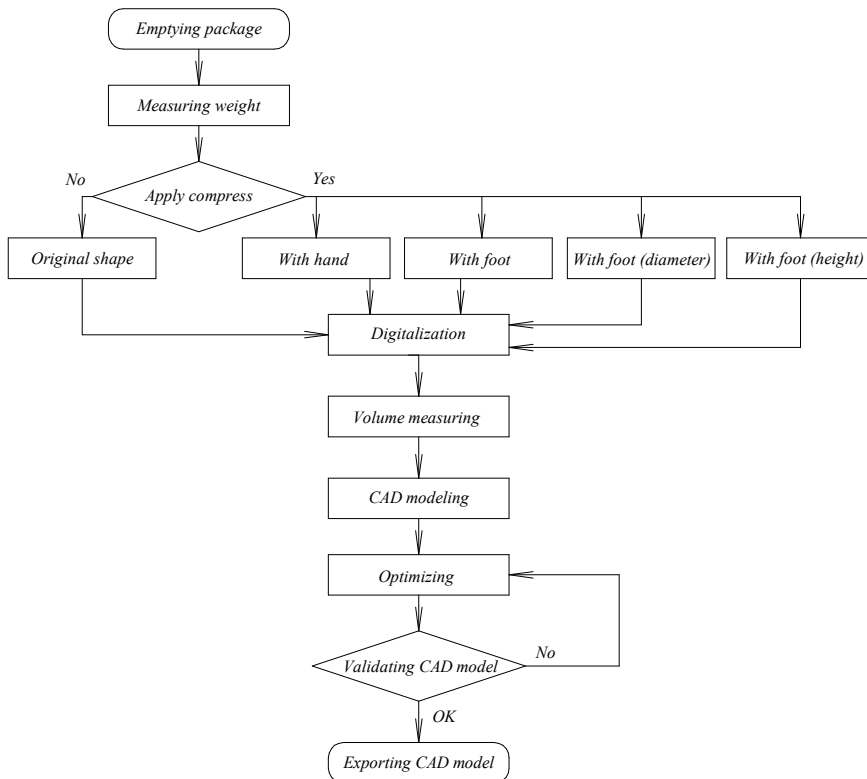 Emptying package
Measuring weight
No
Apply compress
Yes
Original shape
With hand
With foot
With foot (diameter)
With foot (height)
Digitalization
Volume measuring
CAD modeling
Optimizing
Validating CAD model
No
OK
Exporting CAD model